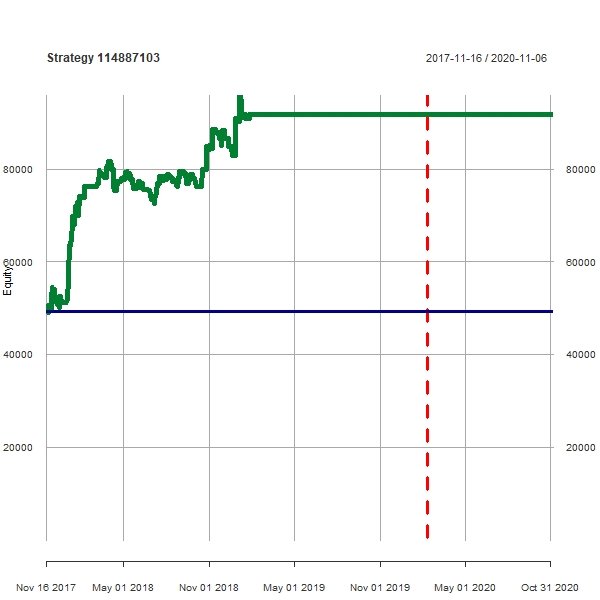 Strategy 114887103 2017-11-16 / 2020-11-06
80000 80000
60000 60000
Equity
40000 40000
20000 20000
Nov 16 2017 May 01 2018 Nov 01 2018 May 01 2019 Nov 01 2019 May 01 2020 Oct 31 2020